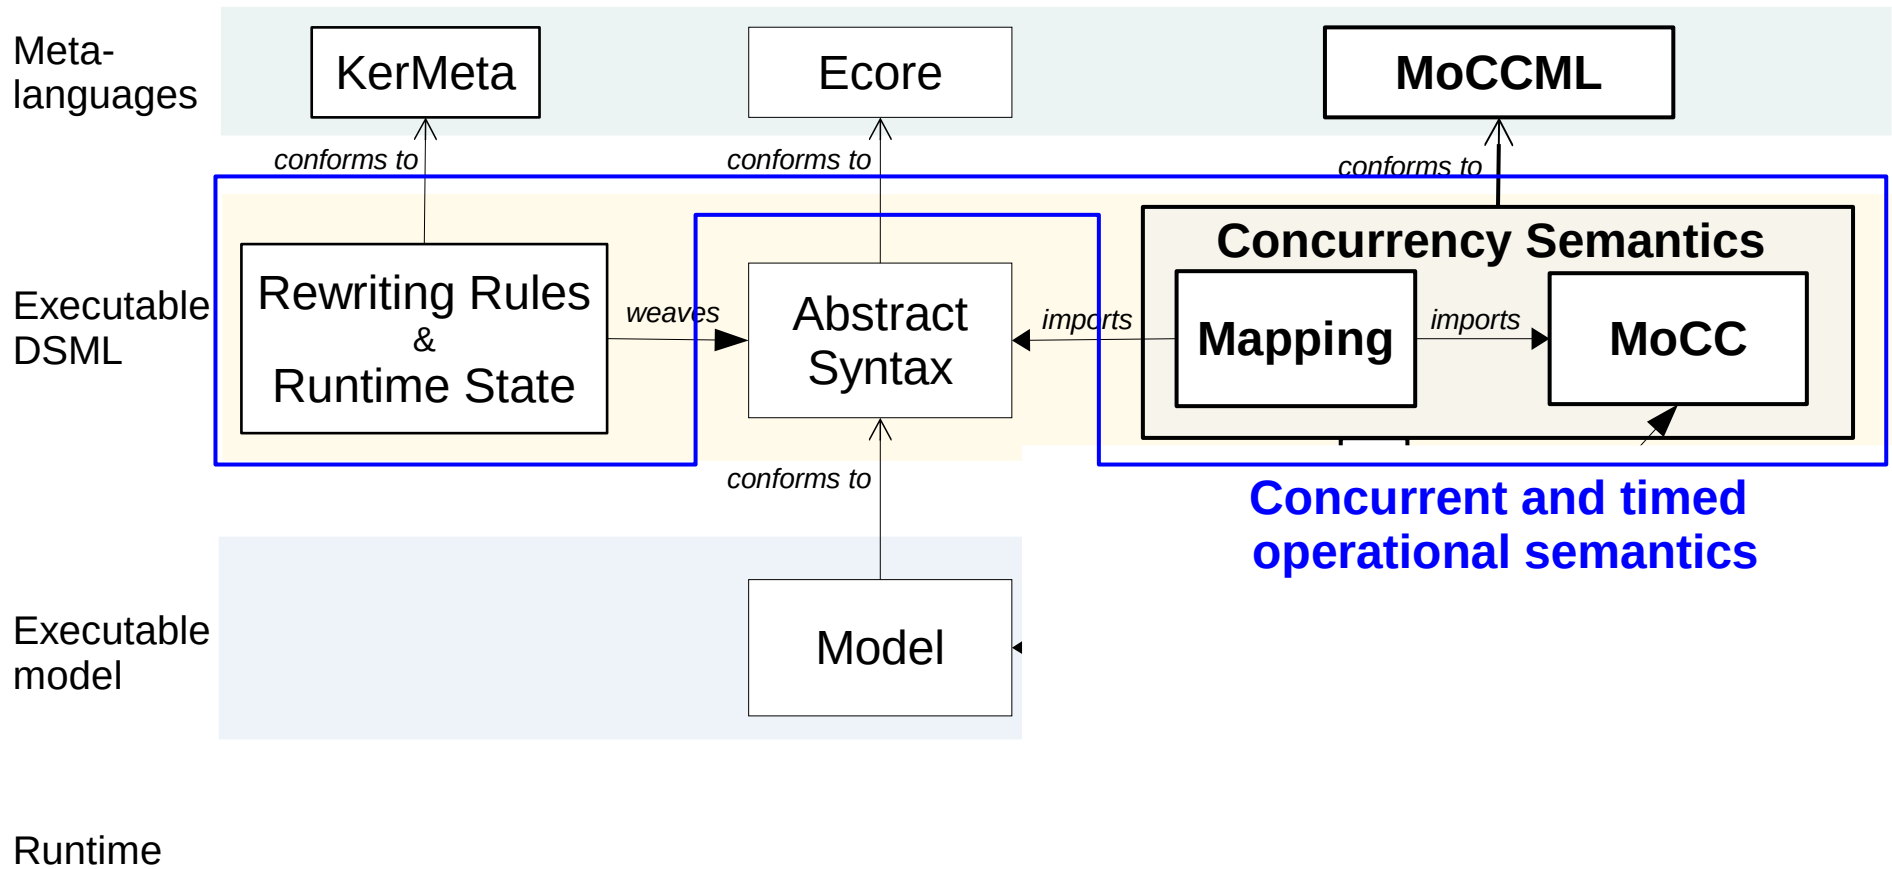 Meta-
languages
KerMeta
Ecore
MoCCML
conforms to
conforms to
conforms to
Executable
DSML
Rewriting Rules
&
Runtime State
weaves
Abstract
Syntax
imports
Concurrency Semantics
Mapping
imports
MoCC
conforms to
Concurrent and timed
operational semantics
Executable
model
Model
Runtime